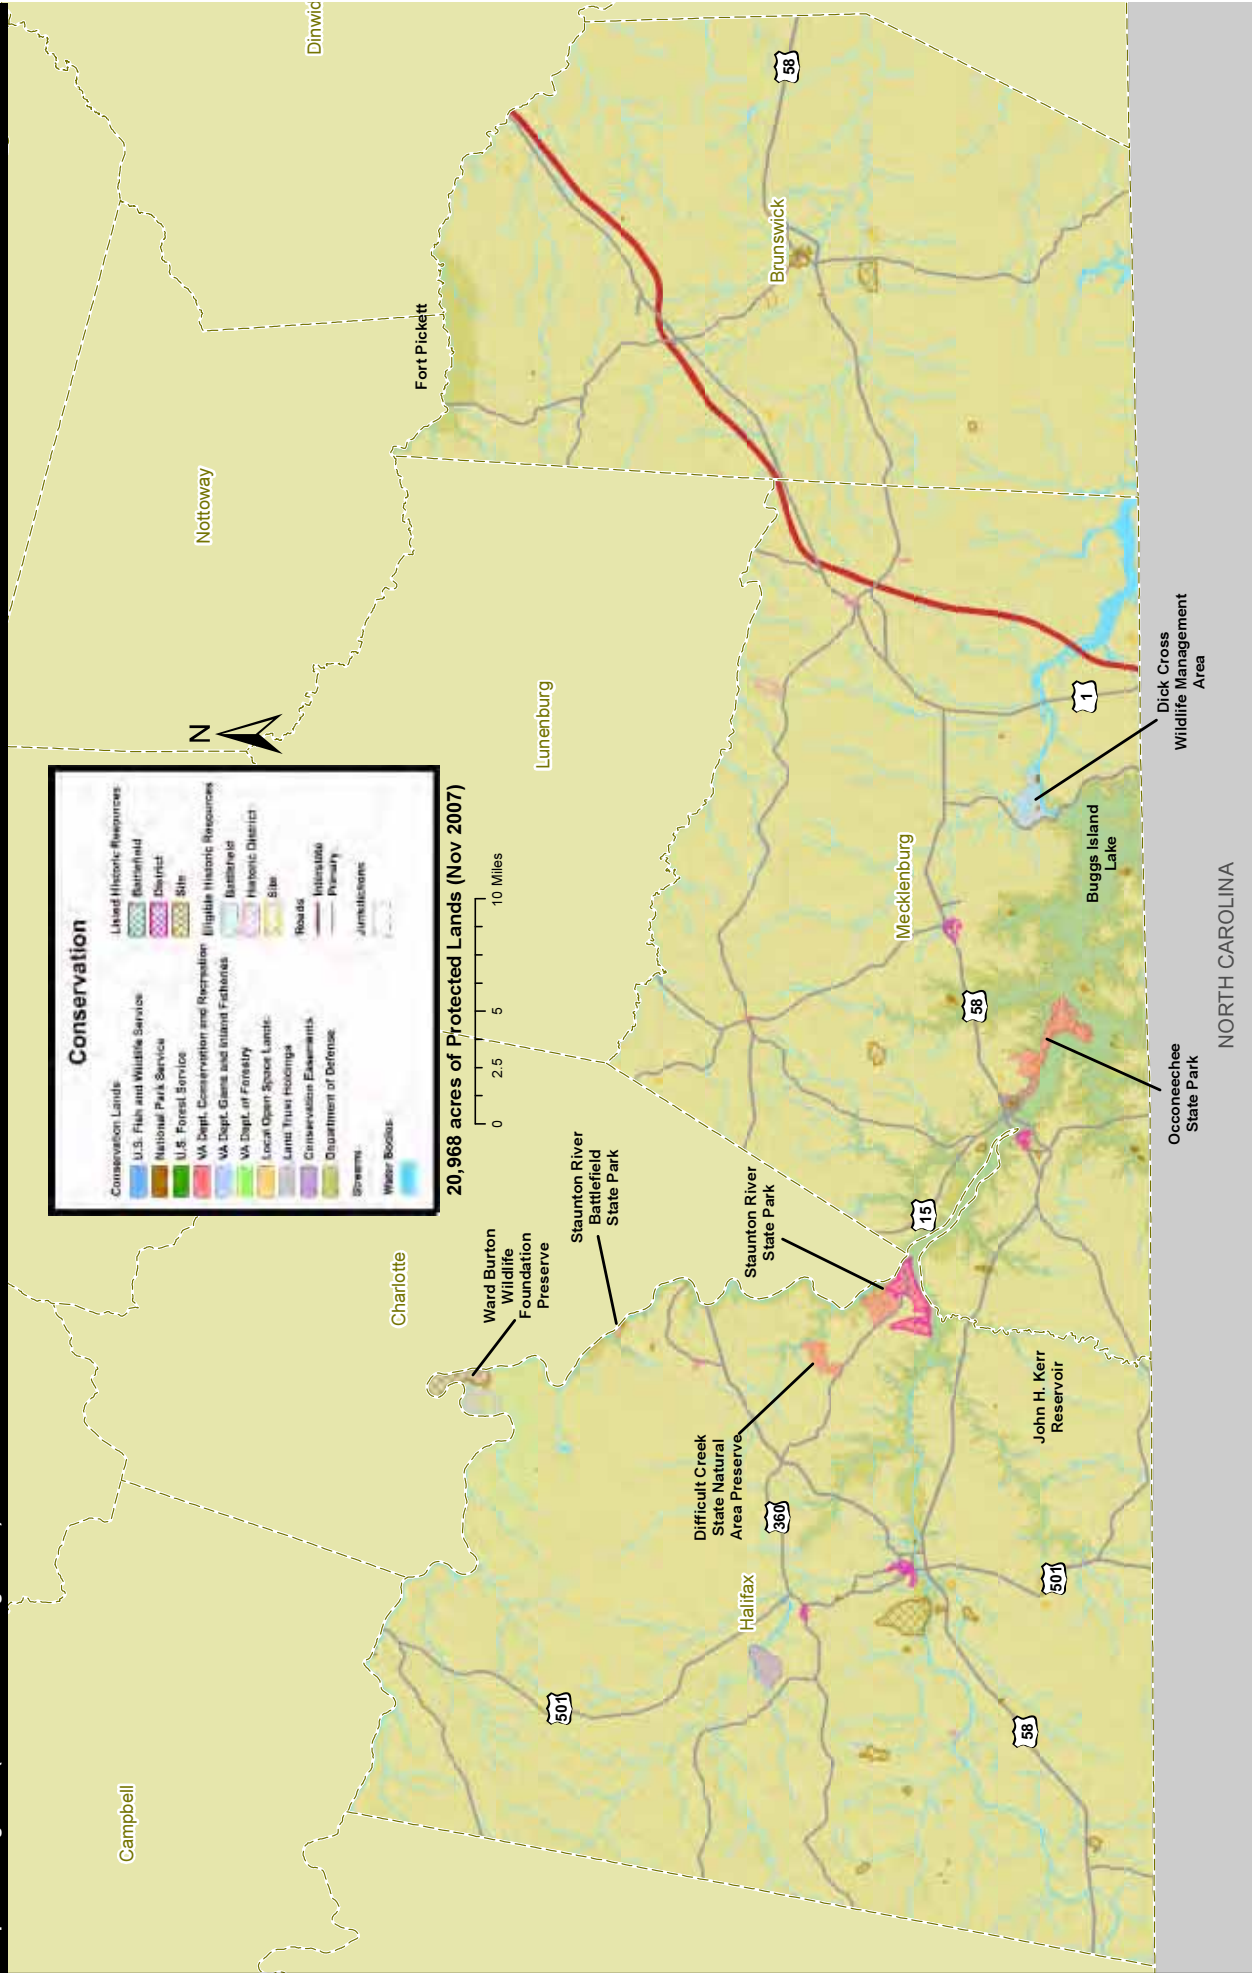 Conservation
Conservation Lands
U.S. Fish and Wildlife Service
National Park Service
U.S. Forest Service
VA Dept. Conservation and Recreation
VA Dept. Game and Inland Fisheries
VA Dept. of Forestry
Local Open Space Lands
Land Trust Holdings
Conservation Easements
Department of Defense
Streams
Water Bodies
Listed Historic Resources
Battlefield
District
Site
Eligible Historic Resources
Battlefield
Historic District
Site
Roads
Interstate
Primary
Jurisdictions
20,968 acres of Protected Lands (Nov 2007)
0 2.5 5 10 Miles
N
Campbell
Charlotte
Nottoway
Dinwid
Lunenburg
Fort Pickett
Ward Burton
Wildlife
Foundation
Preserve
Staunton River
Battlefield
State Park
Staunton River
State Park
Difficult Creek
State Natural
Area Preserve
501
360
Halifax
15
58
Mecklenburg
Brunswick
58
58
501
John H. Kerr
Reservoir
Buggs Island
Lake
1
Occoneechee
State Park
Dick Cross
Wildlife Management
Area
NORTH CAROLINA